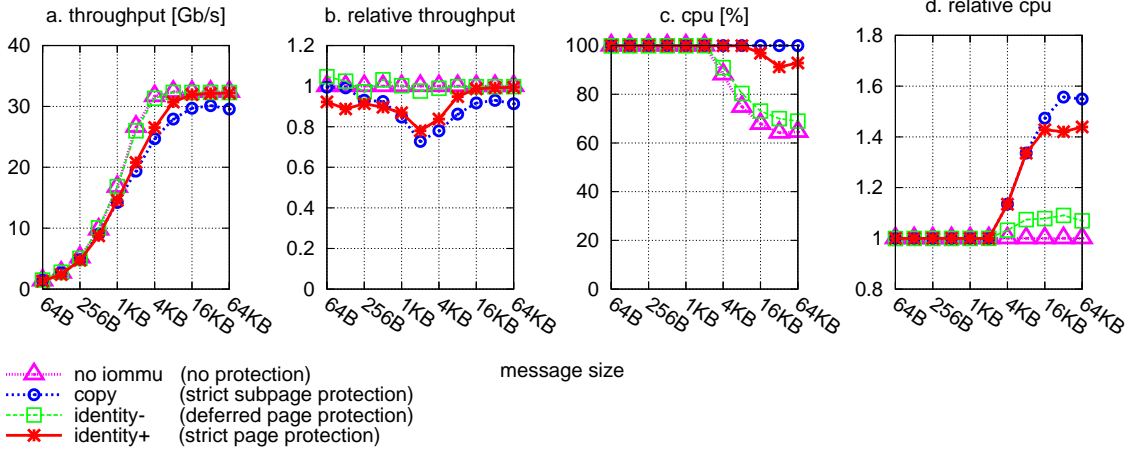 a. throughput [Gb/s]
40
30
20
10
0
64B
256B
1KB
4KB
16KB
64KB
b. relative throughput
1.2
1
0.8
0.6
0.4
0.2
0
64B
256B
1KB
4KB
16KB
64KB
c. cpu [%]
100
80
60
40
20
0
64B
256B
1KB
4KB
16KB
64KB
d. relative cpu
1.8
1.6
1.4
1.2
1
0.8
64B
256B
1KB
4KB
16KB
64KB
message size
no iommu (no protection)
copy (strict subpage protection)
identity- (deferred page protection)
identity+ (strict page protection)